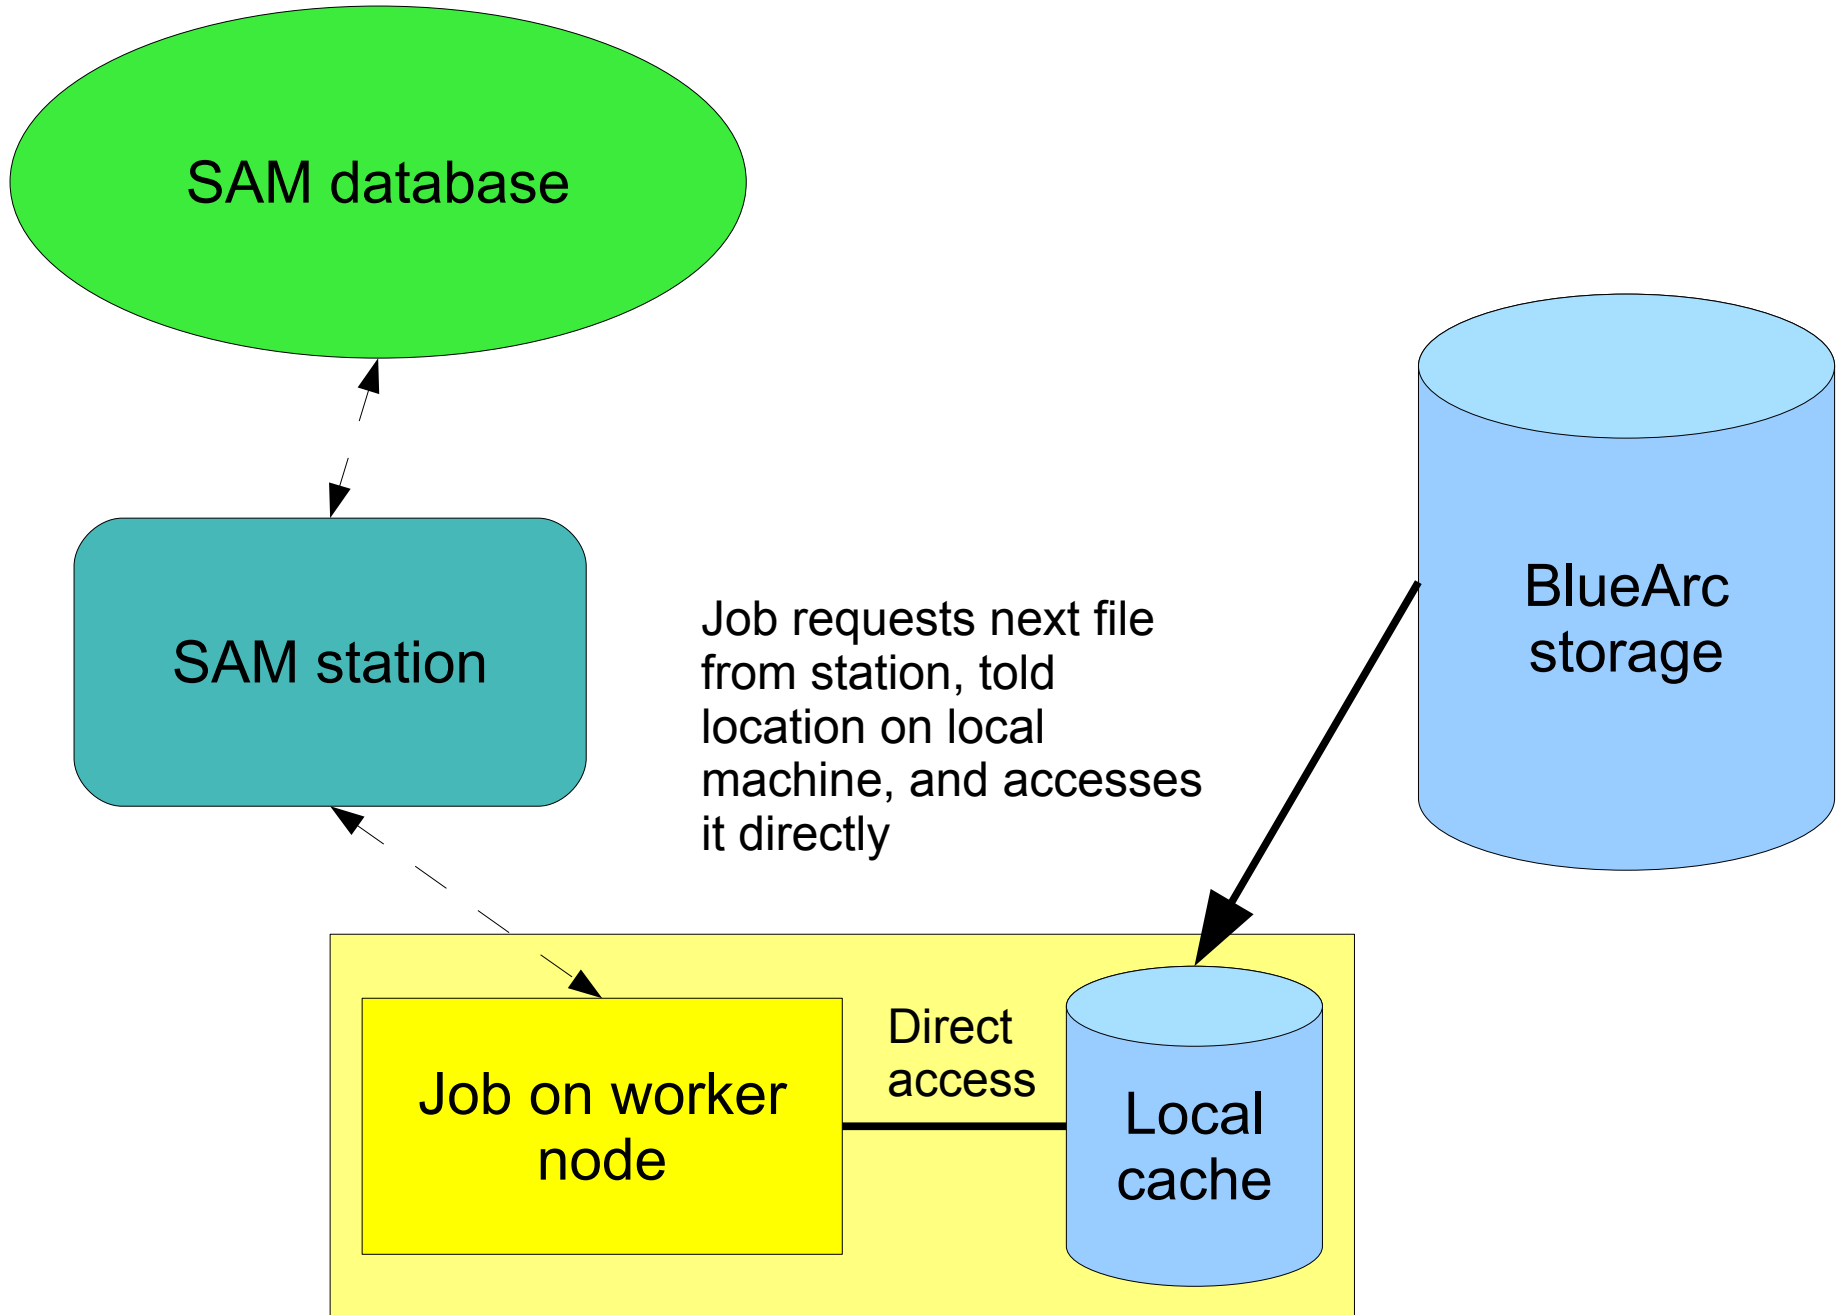 SAM database
SAM station
Job requests next file
from station, told
location on local
machine, and accesses
it directly
BlueArc
storage
Job on worker
node
Direct
access
Local
cache